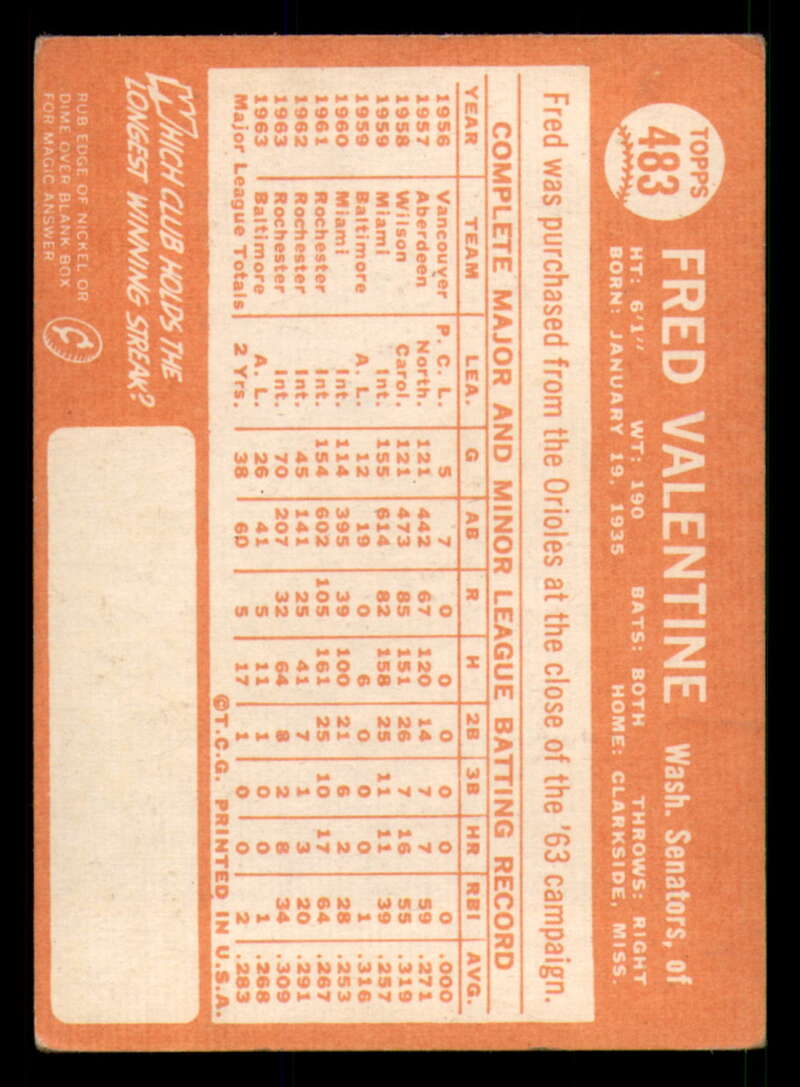 TOPPS
483
FRED VALENTINE Wash. Senators, of
HT: 6'1" WT: 190 BATS: BOTH THROWS: RIGHT
BORN: JANUARY 19, 1935 HOME: CLARKSIDE, MISS.
Fred was purchased from the Orioles at the close of the '63 campaign.
COMPLETE MAJOR AND MINOR LEAGUE BATTING RECORD
YEAR TEAM LEA. G AB R H 2B 3B HR RBI AVG.
1956 Vancouver P. C. L. 5 7 0 0 0 0 0 0 .000
1957 Aberdeen North. 121 442 67 120 14 7 7 59 .271
1958 Wilson Carol. 121 473 85 151 26 7 16 55 .319
1959 Miami Int. 155 614 82 158 25 11 11 39 .257
1959 Baltimore A. L. 12 19 0 6 0 0 0 1 .316
1960 Miami Int. 114 395 39 100 21 6 2 28 .253
1961 Rochester Int. 154 602 105 161 25 10 17 64 .267
1962 Rochester Int. 45 141 25 41 7 1 3 20 .291
1963 Rochester Int. 70 207 32 64 8 2 8 34 .309
1963 Baltimore A. L. 26 41 5 11 1 0 0 1 .268
Major League Totals 2 Yrs. 38 60 5 17 1 0 0 2 .283
©T.C.G. PRINTED IN U.S.A.
WHICH CLUB HOLDS THE
LONGEST WINNING STREAK?
RUB EDGE OF NICKEL OR
DIME OVER BLANK BOX
FOR MAGIC ANSWER